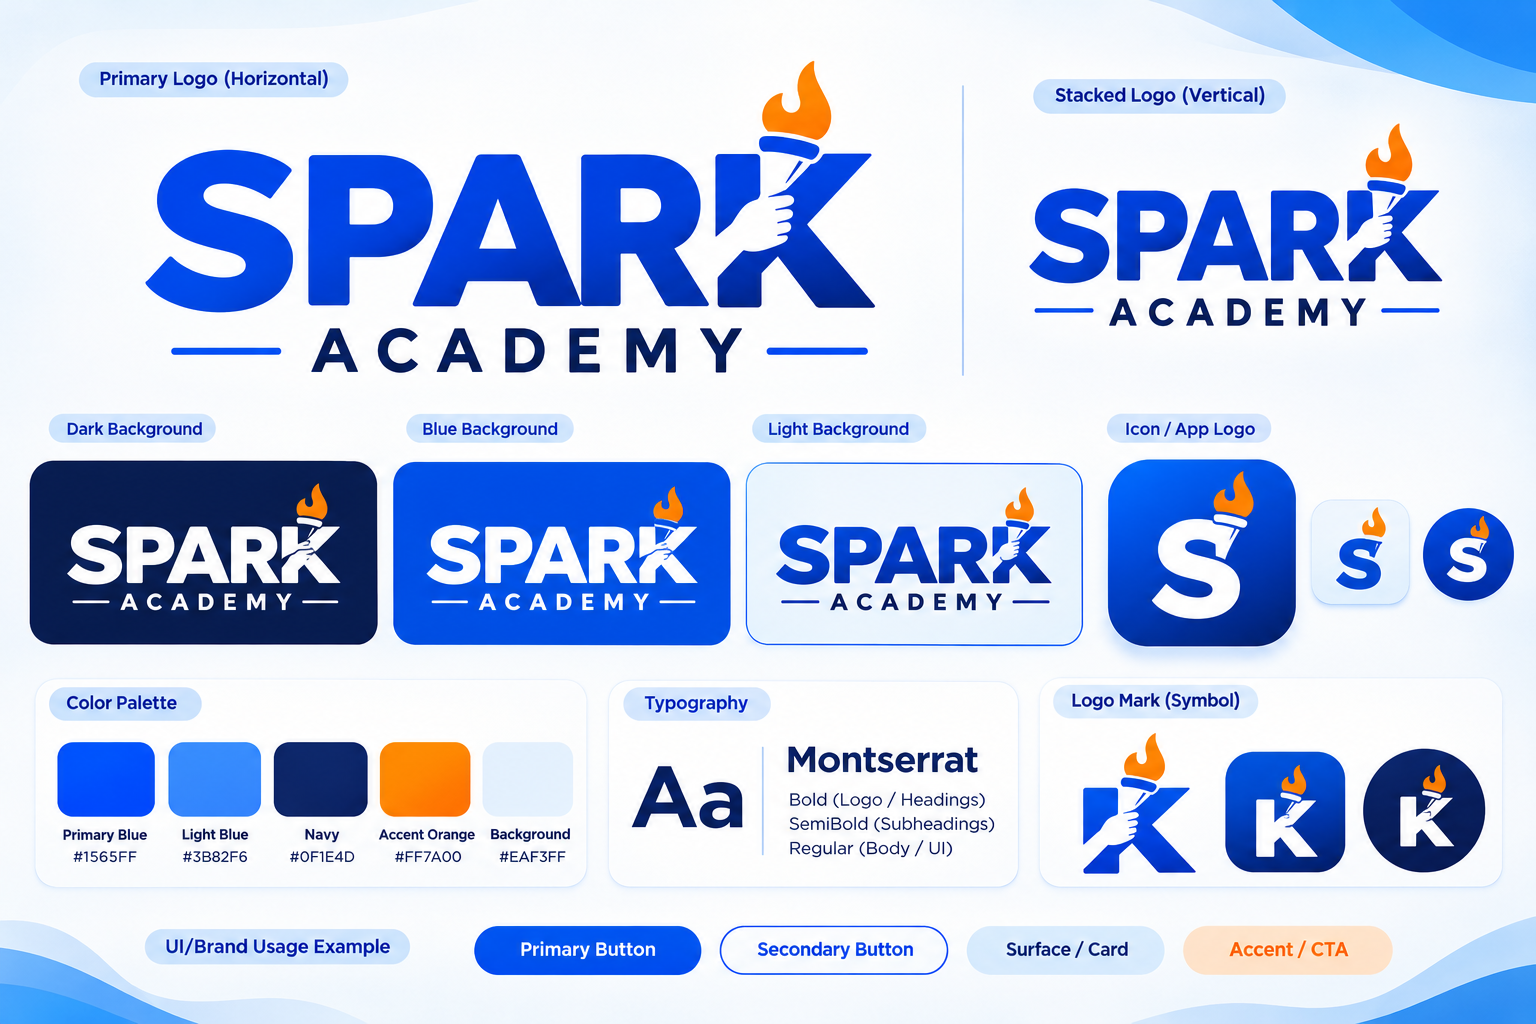 Primary Logo (Horizontal)
SPARK
ACADEMY
Stacked Logo (Vertical)
SPARK
ACADEMY
Dark Background
SPARK
ACADEMY
Blue Background
SPARK
ACADEMY
Light Background
SPARK
ACADEMY
Icon / App Logo
S
S
S
Color Palette
Primary Blue
#1565FF
Light Blue
#3B82F6
Navy
#0F1E4D
Accent Orange
#FF7A00
Background
#EAF3FF
Typography
Aa
Montserrat
Bold (Logo / Headings)
SemiBold (Subheadings)
Regular (Body / UI)
Logo Mark (Symbol)
K
K
K
UI/Brand Usage Example
Primary Button
Secondary Button
Surface / Card
Accent / CTA